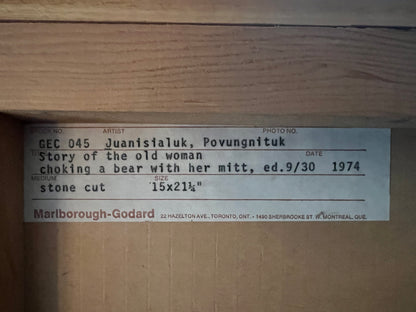 STOCK NO. ARTIST PHOTO NO.
GEC 045 Juanisialuk, Povungnituk
Story of the old woman DATE
choking a bear with her mitt, ed.9/30 1974
MEDIUM SIZE
stone cut 15x21¾"
Marlborough-Godard 22 HAZELTON AVE., TORONTO, ONT. • 1490 SHERBROOKE ST. W. MONTREAL, QUE.